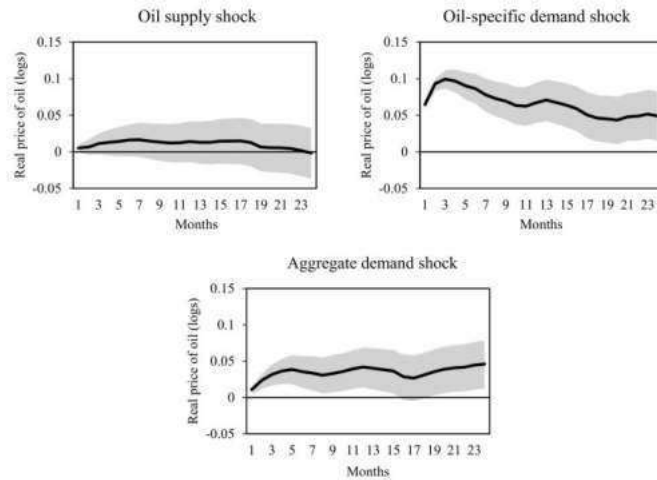 Oil supply shock
Real price of oil (logs)
0.15
0.1
0.05
0
-0.05
1 3 5 7 9 11 13 15 17 19 21 23
Months
Oil-specific demand shock
Real price of oil (logs)
0.15
0.1
0.05
0
-0.05
1 3 5 7 9 11 13 15 17 19 21 23
Months
Aggregate demand shock
Real price of oil (logs)
0.15
0.1
0.05
0
-0.05
1 3 5 7 9 11 13 15 17 19 21 23
Months